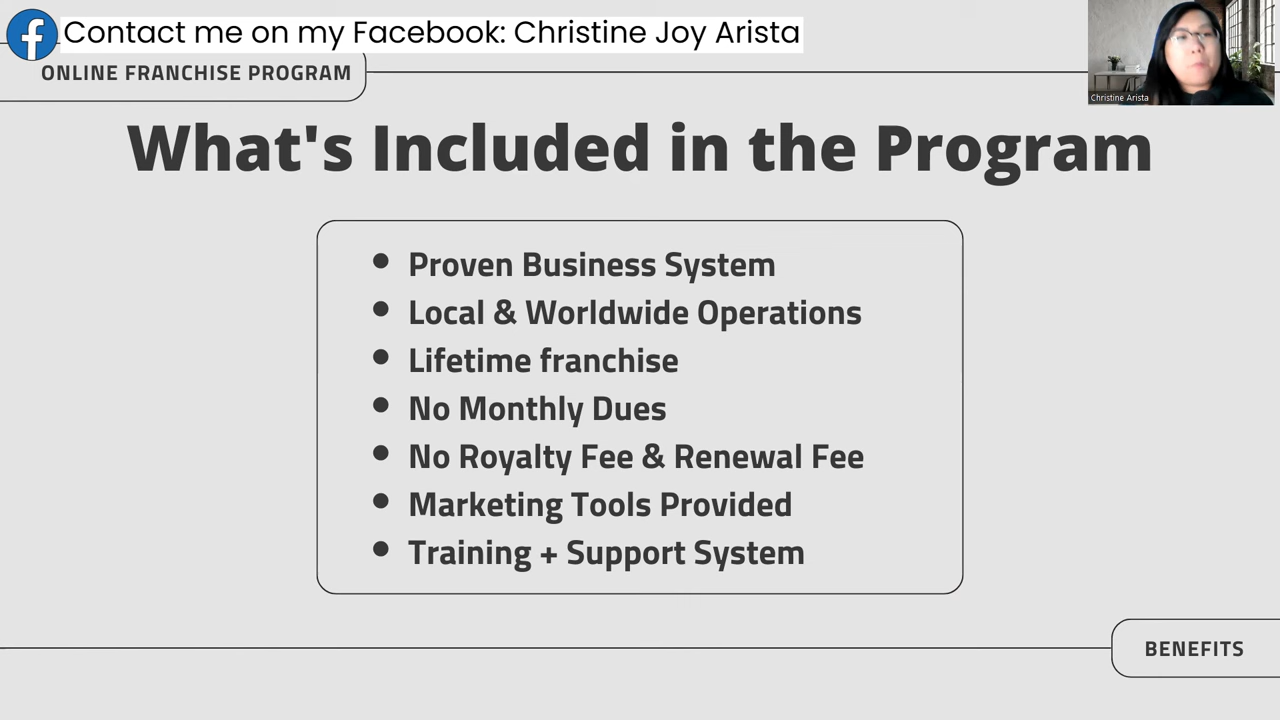 Contact me on my Facebook: Christine Joy Arista
ONLINE FRANCHISE PROGRAM
Christine Arista
What's Included in the Program
• Proven Business System
• Local & Worldwide Operations
• Lifetime franchise
• No Monthly Dues
• No Royalty Fee & Renewal Fee
• Marketing Tools Provided
• Training + Support System
BENEFITS